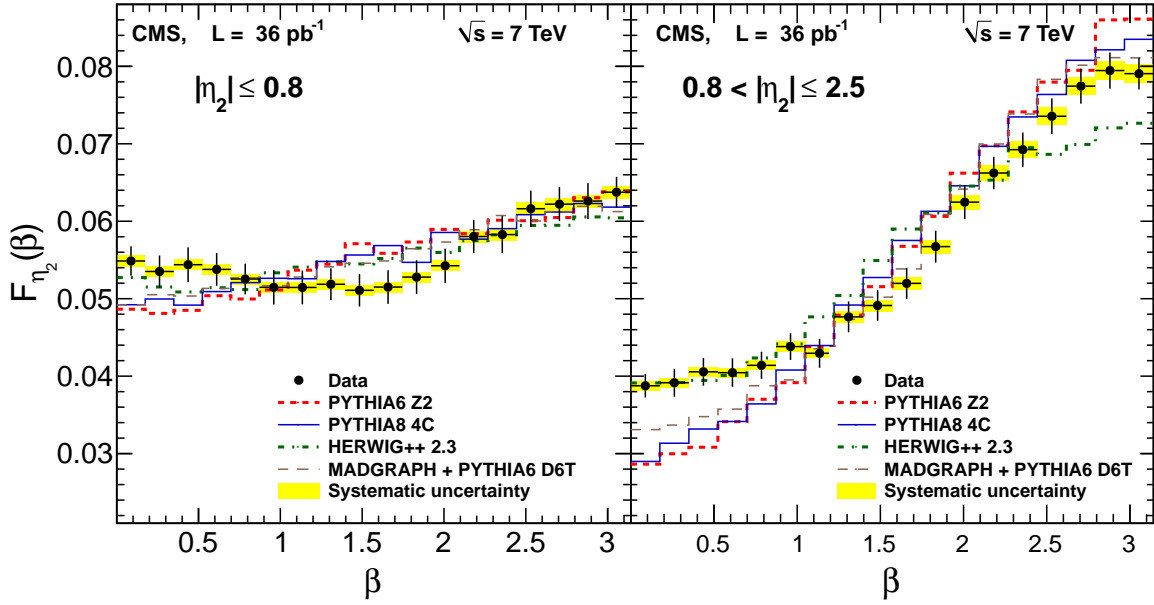 CMS, L = 36 pb⁻¹ √s = 7 TeV
|η₂| ≤ 0.8
F_η₂(β)
0.08
0.07
0.06
0.05
0.04
0.03
Data
PYTHIA6 Z2
PYTHIA8 4C
HERWIG++ 2.3
MADGRAPH + PYTHIA6 D6T
Systematic uncertainty
0.5 1 1.5 2 2.5 3
β
CMS, L = 36 pb⁻¹ √s = 7 TeV
0.8 < |η₂| ≤ 2.5
Data
PYTHIA6 Z2
PYTHIA8 4C
HERWIG++ 2.3
MADGRAPH + PYTHIA6 D6T
Systematic uncertainty
0.5 1 1.5 2 2.5 3
β